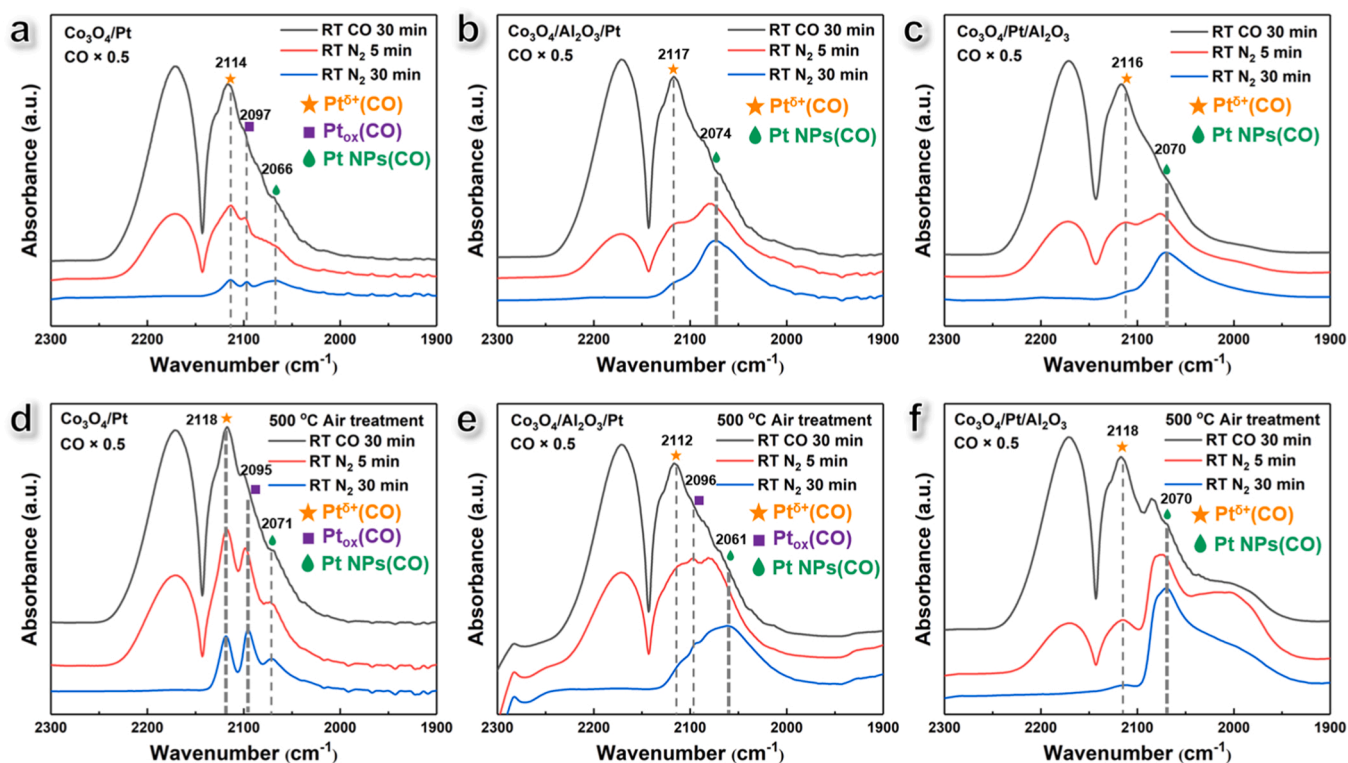 a
Co₃O₄/Pt
CO × 0.5
RT CO 30 min
RT N₂ 5 min
RT N₂ 30 min
Pt^δ+(CO)
Ptₒₓ(CO)
Pt NPs(CO)
2114
2097
2066
Absorbance (a.u.)
2300 2200 2100 2000 1900
Wavenumber (cm⁻¹)
b
Co₃O₄/Al₂O₃/Pt
CO × 0.5
RT CO 30 min
RT N₂ 5 min
RT N₂ 30 min
Pt^δ+(CO)
Pt NPs(CO)
2117
2074
Absorbance (a.u.)
2300 2200 2100 2000 1900
Wavenumber (cm⁻¹)
c
Co₃O₄/Pt/Al₂O₃
CO × 0.5
RT CO 30 min
RT N₂ 5 min
RT N₂ 30 min
Pt^δ+(CO)
Pt NPs(CO)
2116
2070
Absorbance (a.u.)
2300 2200 2100 2000 1900
Wavenumber (cm⁻¹)
d
Co₃O₄/Pt
CO × 0.5
500 °C Air treatment
RT CO 30 min
RT N₂ 5 min
RT N₂ 30 min
Pt^δ+(CO)
Ptₒₓ(CO)
Pt NPs(CO)
2118
2095
2071
Absorbance (a.u.)
2300 2200 2100 2000 1900
Wavenumber (cm⁻¹)
e
Co₃O₄/Al₂O₃/Pt
CO × 0.5
500 °C Air treatment
RT CO 30 min
RT N₂ 5 min
RT N₂ 30 min
Pt^δ+(CO)
Ptₒₓ(CO)
Pt NPs(CO)
2112
2096
2061
Absorbance (a.u.)
2300 2200 2100 2000 1900
Wavenumber (cm⁻¹)
f
Co₃O₄/Pt/Al₂O₃
CO × 0.5
500 °C Air treatment
RT CO 30 min
RT N₂ 5 min
RT N₂ 30 min
Pt^δ+(CO)
Pt NPs(CO)
2118
2070
Absorbance (a.u.)
2300 2200 2100 2000 1900
Wavenumber (cm⁻¹)